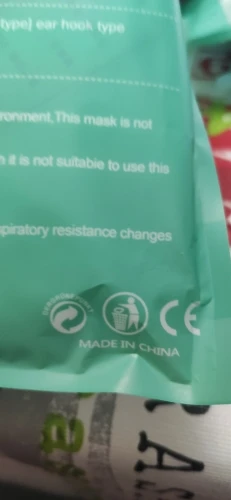 type] ear hook type
ronment,This mask is not
it is not suitable to use this
piratory resistance changes
CE
MADE IN CHINA
RA